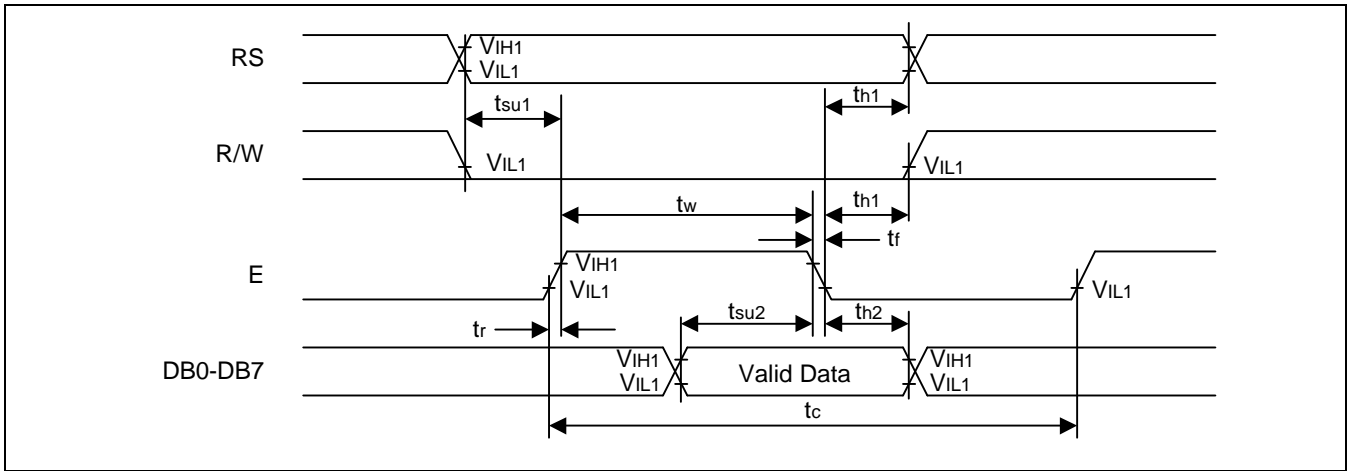 RS
VIH1
VIL1
tsu1
th1
R/W
VIL1
VIL1
tw
th1
tf
E
VIH1
VIL1
VIL1
tr
tsu2
th2
DB0-DB7
VIH1
VIL1
Valid Data
VIH1
VIL1
tc